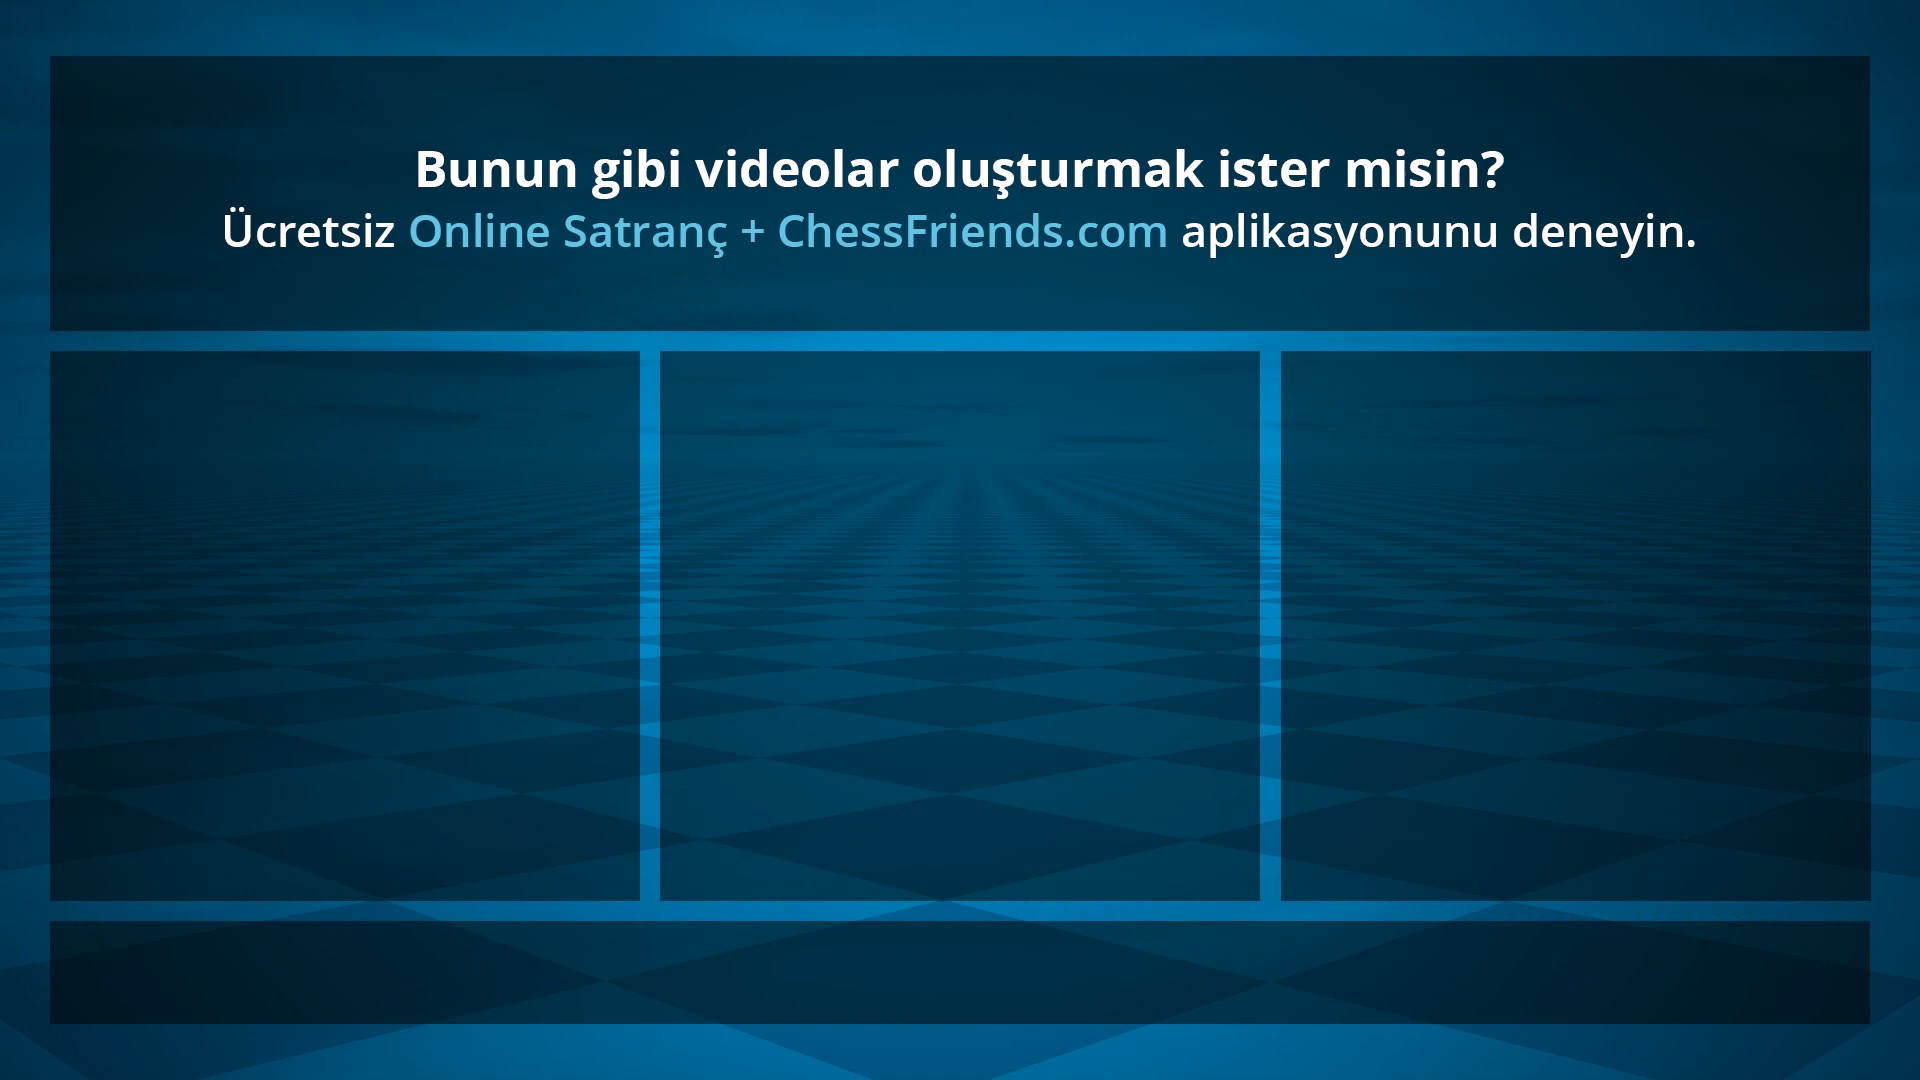 Bunun gibi videolar oluşturmak ister misin?
Ücretsiz Online Satranç + ChessFriends.com aplikasyonunu deneyin.